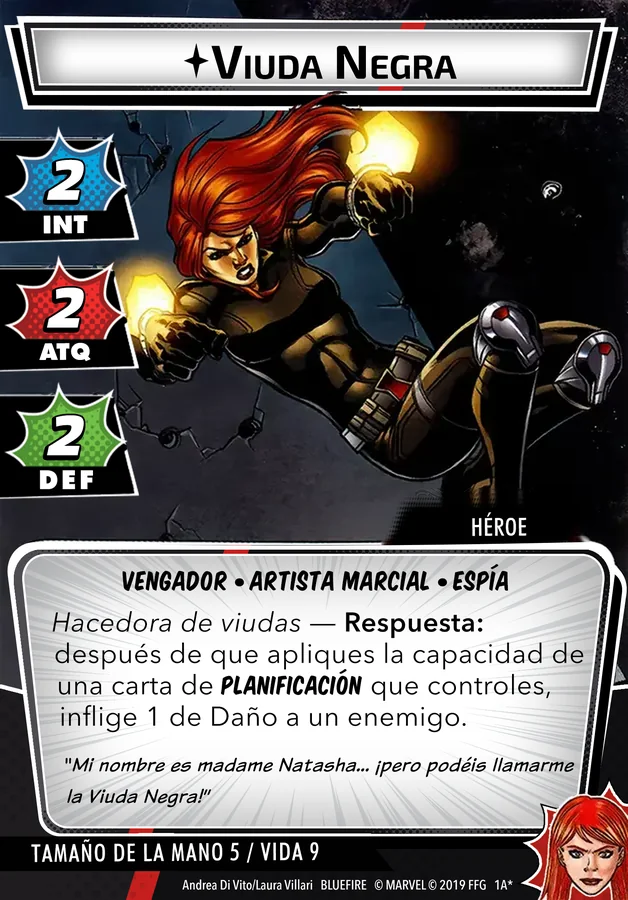 ✦VIUDA NEGRA
2
INT
2
ATQ
2
DEF
HÉROE
VENGADOR • ARTISTA MARCIAL • ESPÍA
Hacedora de viudas — Respuesta:
después de que apliques la capacidad de
una carta de PLANIFICACIÓN que controles,
inflige 1 de Daño a un enemigo.
"Mi nombre es madame Natasha... ¡pero podéis llamarme
la Viuda Negra!"
TAMAÑO DE LA MANO 5 / VIDA 9
Andrea Di Vito/Laura Villari BLUEFIRE © MARVEL © 2019 FFG 1A*